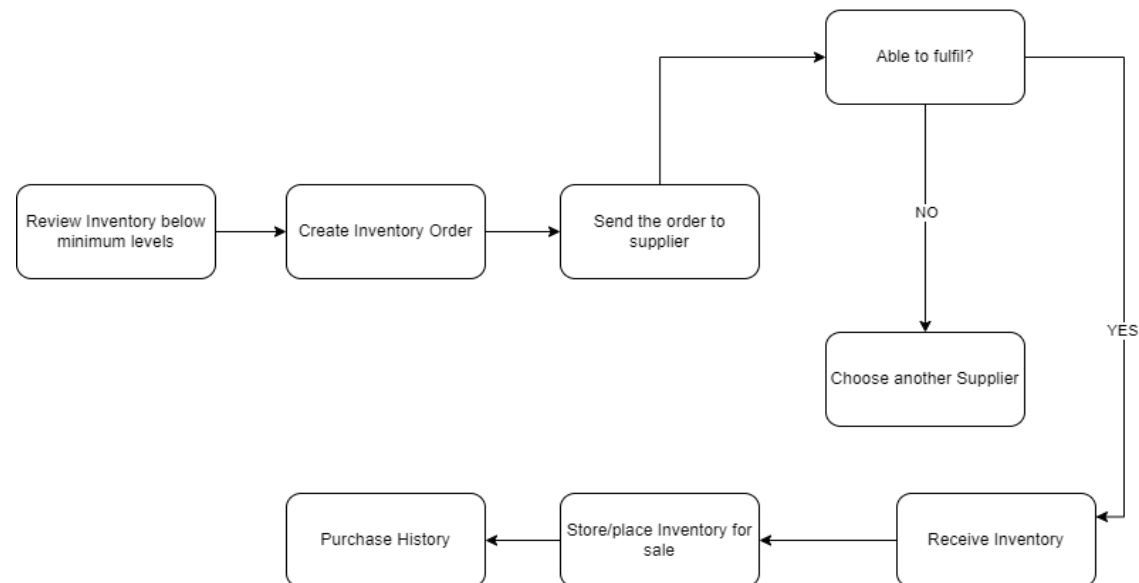 Able to fulfil?
Review Inventory below
minimum levels
Create Inventory Order
Send the order to
supplier
NO
YES
Choose another Supplier
Purchase History
Store/place Inventory for
sale
Receive Inventory